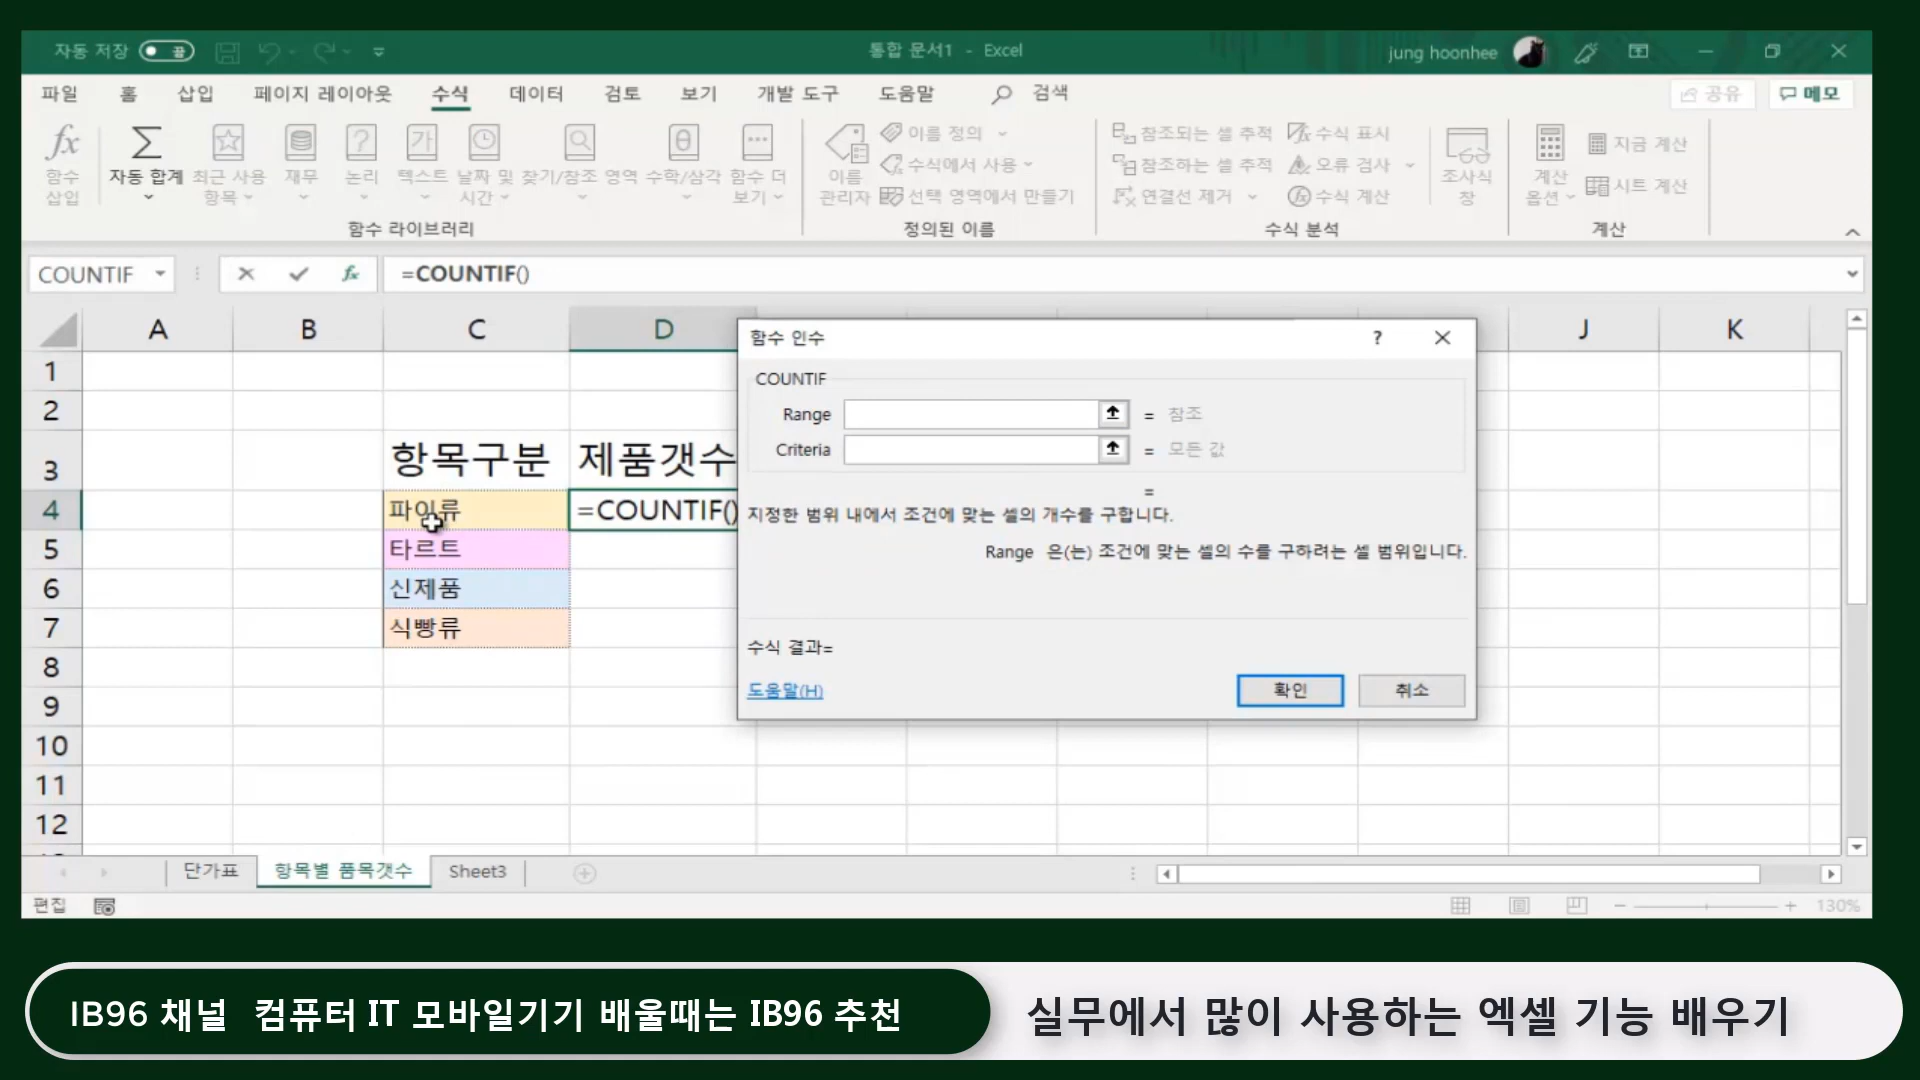 자동 저장 끔 통합 문서1 - Excel jung hoonhee
파일 홈 삽입 페이지 레이아웃 수식 데이터 검토 보기 개발 도구 도움말 검색 공유 메모
fx 함수 삽입
자동 합계
최근 사용 항목
재무
논리
텍스트
날짜 및 시간
찾기/참조 영역
수학/삼각
함수 더 보기
함수 라이브러리
이름 관리자
이름 정의
수식에서 사용
선택 영역에서 만들기
정의된 이름
참조되는 셀 추적
참조하는 셀 추적
연결선 제거
수식 표시
오류 검사
수식 계산
조사식 창
수식 분석
계산 옵션
지금 계산
시트 계산
계산
COUNTIF fx =COUNTIF()
A B C D J K
1
2
3 항목구분 제품갯수
4 파이류 =COUNTIF()
5 타르트
6 신제품
7 식빵류
8
9
10
11
12
함수 인수 ?
COUNTIF
Range = 참조
Criteria = 모든 값
=
지정한 범위 내에서 조건에 맞는 셀의 개수를 구합니다.
Range 은(는) 조건에 맞는 셀의 수를 구하려는 셀 범위입니다.
수식 결과=
도움말(H) 확인 취소
단가표 항목별 품목갯수 Sheet3
편집 130%
IB96 채널 컴퓨터 IT 모바일기기 배울때는 IB96 추천
실무에서 많이 사용하는 엑셀 기능 배우기